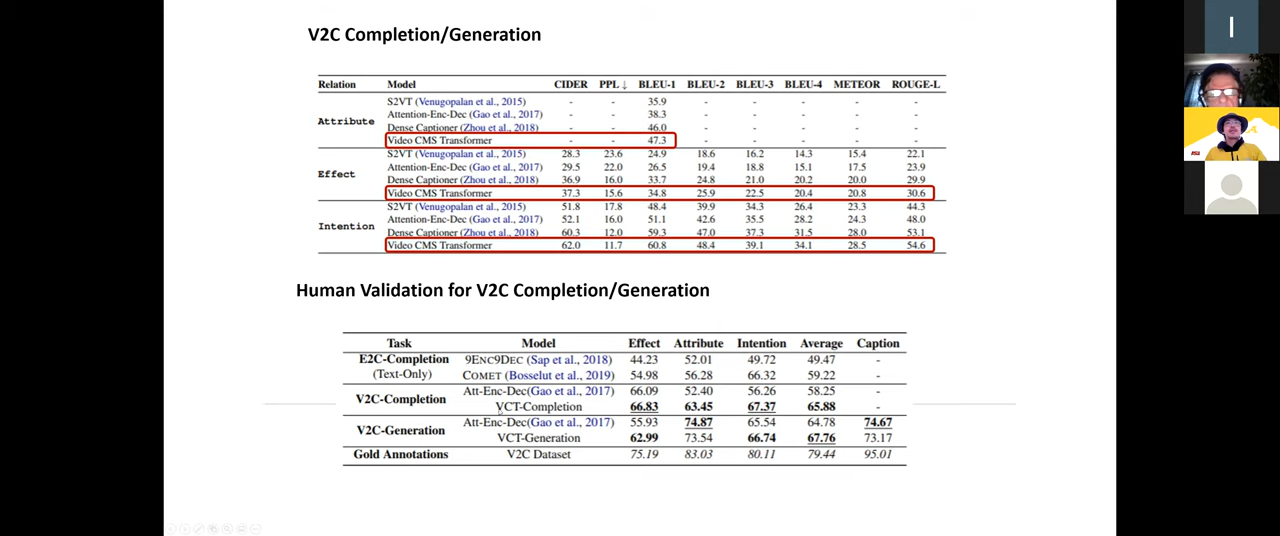 V2C Completion/Generation
Relation Model CIDER PPL ↓ BLEU-1 BLEU-2 BLEU-3 BLEU-4 METEOR ROUGE-L
S2VT (Venugopalan et al., 2015) - - 35.9 - - - - -
Attention-Enc-Dec (Gao et al., 2017) - - 38.3 - - - - -
Attribute
Dense Captioner (Zhou et al., 2018) - - 46.0 - - - - -
Video CMS Transformer - - 47.3 - - - - -
S2VT (Venugopalan et al., 2015) 28.3 23.6 24.9 18.6 16.2 14.3 15.4 22.1
Attention-Enc-Dec (Gao et al., 2017) 29.5 22.0 26.5 19.4 18.8 15.1 17.5 23.9
Effect
Dense Captioner (Zhou et al., 2018) 36.9 16.0 33.7 24.8 21.0 20.2 20.0 29.9
Video CMS Transformer 37.3 15.6 34.8 25.9 22.5 20.4 20.8 30.6
S2VT (Venugopalan et al., 2015) 51.8 17.8 48.4 39.9 34.3 26.4 23.3 44.3
Attention-Enc-Dec (Gao et al., 2017) 52.1 16.0 51.1 42.6 35.5 28.2 24.3 48.0
Intention
Dense Captioner (Zhou et al., 2018) 60.3 12.0 59.3 47.0 37.3 31.5 28.0 53.1
Video CMS Transformer 62.0 11.7 60.8 48.4 39.1 34.1 28.5 54.6
Human Validation for V2C Completion/Generation
Task Model Effect Attribute Intention Average Caption
E2C-Completion 9ENC9DEC (Sap et al., 2018) 44.23 52.01 49.72 49.47 -
(Text-Only) COMET (Bosselut et al., 2019) 54.98 56.28 66.32 59.22 -
Att-Enc-Dec(Gao et al., 2017) 66.09 52.40 56.26 58.25 -
V2C-Completion
VCT-Completion 66.83 63.45 67.37 65.88 -
Att-Enc-Dec(Gao et al., 2017) 55.93 74.87 65.54 64.78 74.67
V2C-Generation
VCT-Generation 62.99 73.54 66.74 67.76 73.17
Gold Annotations V2C Dataset 75.19 83.03 80.11 79.44 95.01
I
ASU